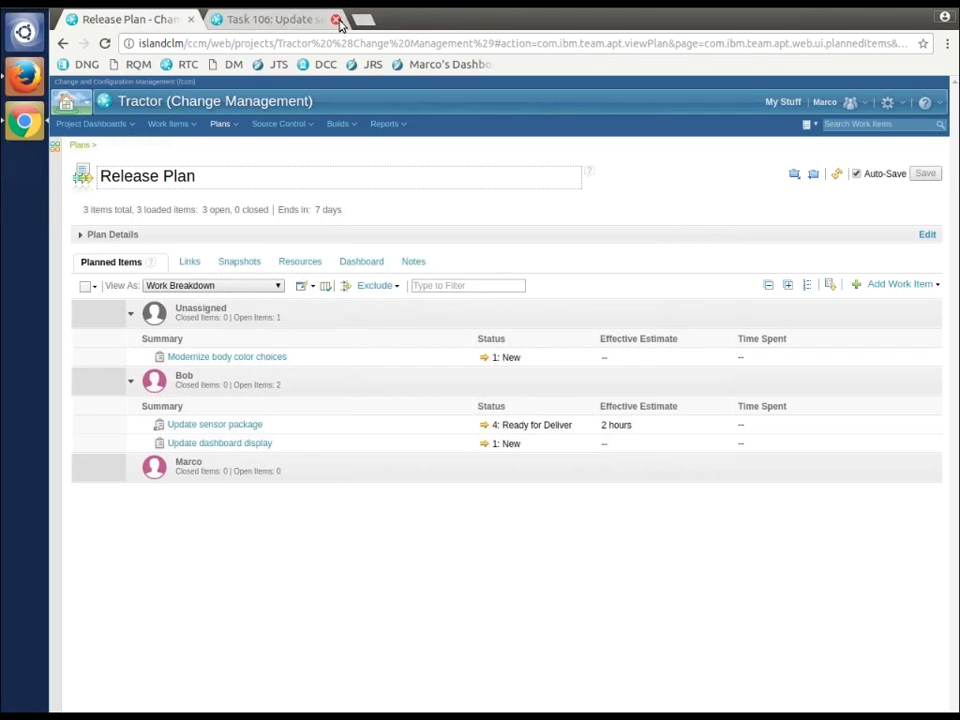 Release Plan - Chan
Task 106: Update s
islandclm/ccm/web/projects/Tractor%20%28Change%20Management%29#action=com.ibm.team.apt.viewPlan&page=com.ibm.team.apt.web.ui.plannedItems&...
DNG RQM RTC DM JTS DCC JRS Marco's Dashbo
Change and Configuration Management (/ccm)
Tractor (Change Management)
My Stuff Marco
Project Dashboards Work Items Plans Source Control Builds Reports
Search Work Items
Plans >
Release Plan
Auto-Save Save
3 items total, 3 loaded items: 3 open, 0 closed | Ends in: 7 days
Plan Details Edit
Planned Items Links Snapshots Resources Dashboard Notes
View As: Work Breakdown Exclude Type to Filter Add Work Item
Unassigned
Closed Items: 0 | Open Items: 1
Summary Status Effective Estimate Time Spent
Modernize body color choices 1: New -- --
Bob
Closed Items: 0 | Open Items: 2
Summary Status Effective Estimate Time Spent
Update sensor package 4: Ready for Deliver 2 hours --
Update dashboard display 1: New -- --
Marco
Closed Items: 0 | Open Items: 0